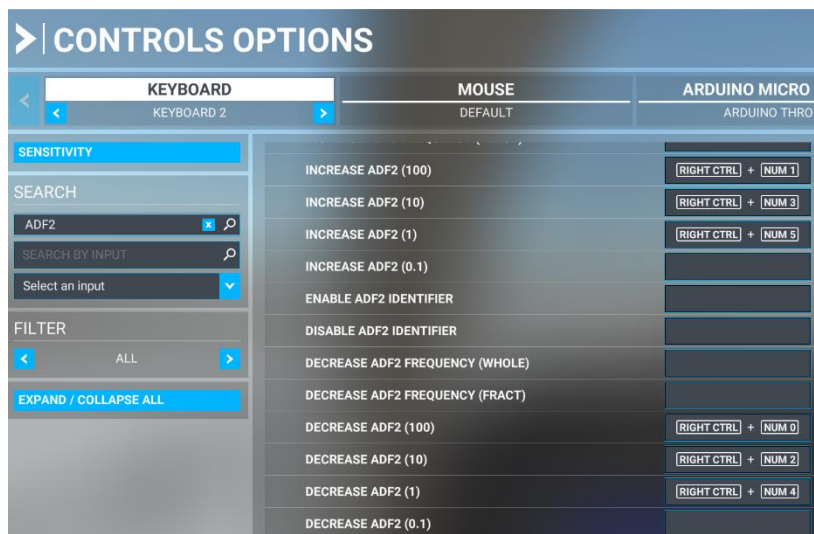 CONTROLS OPTIONS
KEYBOARD
KEYBOARD 2
MOUSE
DEFAULT
ARDUINO MICRO
ARDUINO THRO
SENSITIVITY
SEARCH
ADF2
SEARCH BY INPUT
Select an input
FILTER
ALL
EXPAND / COLLAPSE ALL
INCREASE ADF2 (100) RIGHT CTRL + NUM 1
INCREASE ADF2 (10) RIGHT CTRL + NUM 3
INCREASE ADF2 (1) RIGHT CTRL + NUM 5
INCREASE ADF2 (0.1)
ENABLE ADF2 IDENTIFIER
DISABLE ADF2 IDENTIFIER
DECREASE ADF2 FREQUENCY (WHOLE)
DECREASE ADF2 FREQUENCY (FRACT)
DECREASE ADF2 (100) RIGHT CTRL + NUM 0
DECREASE ADF2 (10) RIGHT CTRL + NUM 2
DECREASE ADF2 (1) RIGHT CTRL + NUM 4
DECREASE ADF2 (0.1)